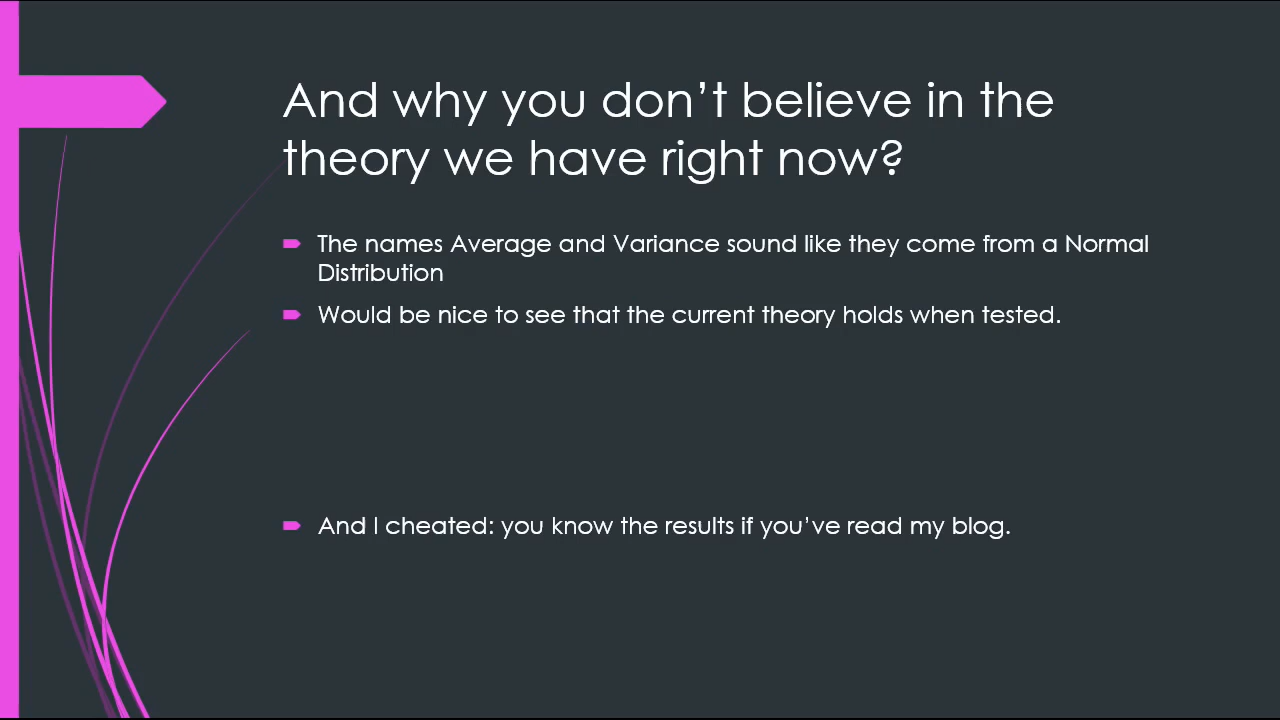 And why you don’t believe in the
theory we have right now?
The names Average and Variance sound like they come from a Normal
Distribution
Would be nice to see that the current theory holds when tested.
And I cheated: you know the results if you’ve read my blog.